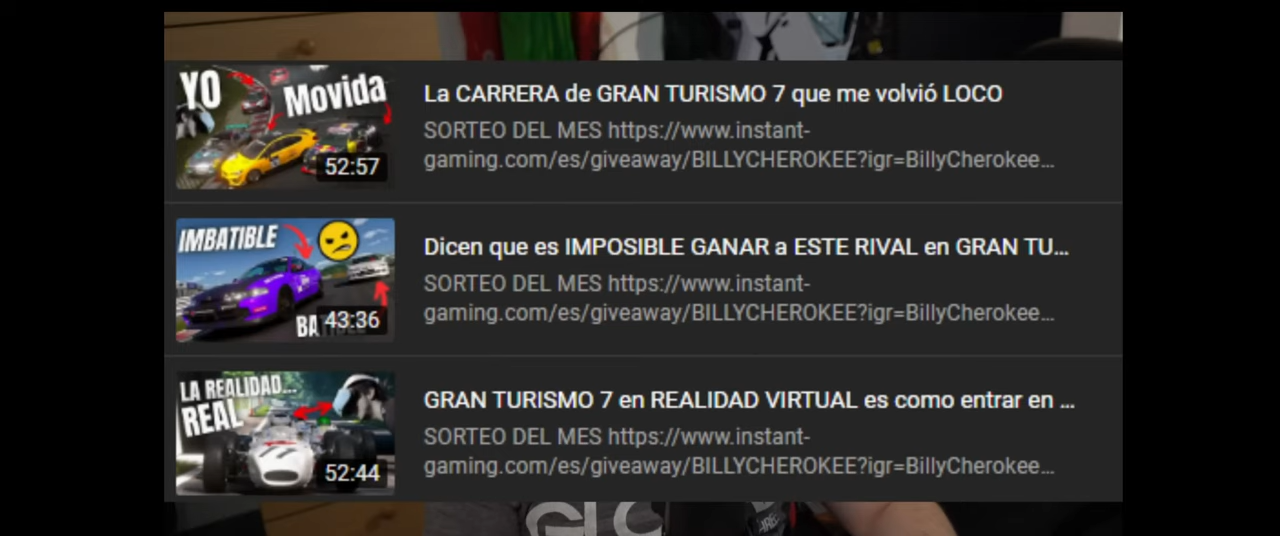 YO
Movida
52:57
La CARRERA de GRAN TURISMO 7 que me volvió LOCO
SORTEO DEL MES https://www.instant-
gaming.com/es/giveaway/BILLYCHEROKEE?igr=BillyCherokee...
IMBATIBLE
43:36
Dicen que es IMPOSIBLE GANAR a ESTE RIVAL en GRAN TU...
SORTEO DEL MES https://www.instant-
gaming.com/es/giveaway/BILLYCHEROKEE?igr=BillyCherokee...
LA REALIDAD...
REAL
11
52:44
GRAN TURISMO 7 en REALIDAD VIRTUAL es como entrar en ...
SORTEO DEL MES https://www.instant-
gaming.com/es/giveaway/BILLYCHEROKEE?igr=BillyCherokee...